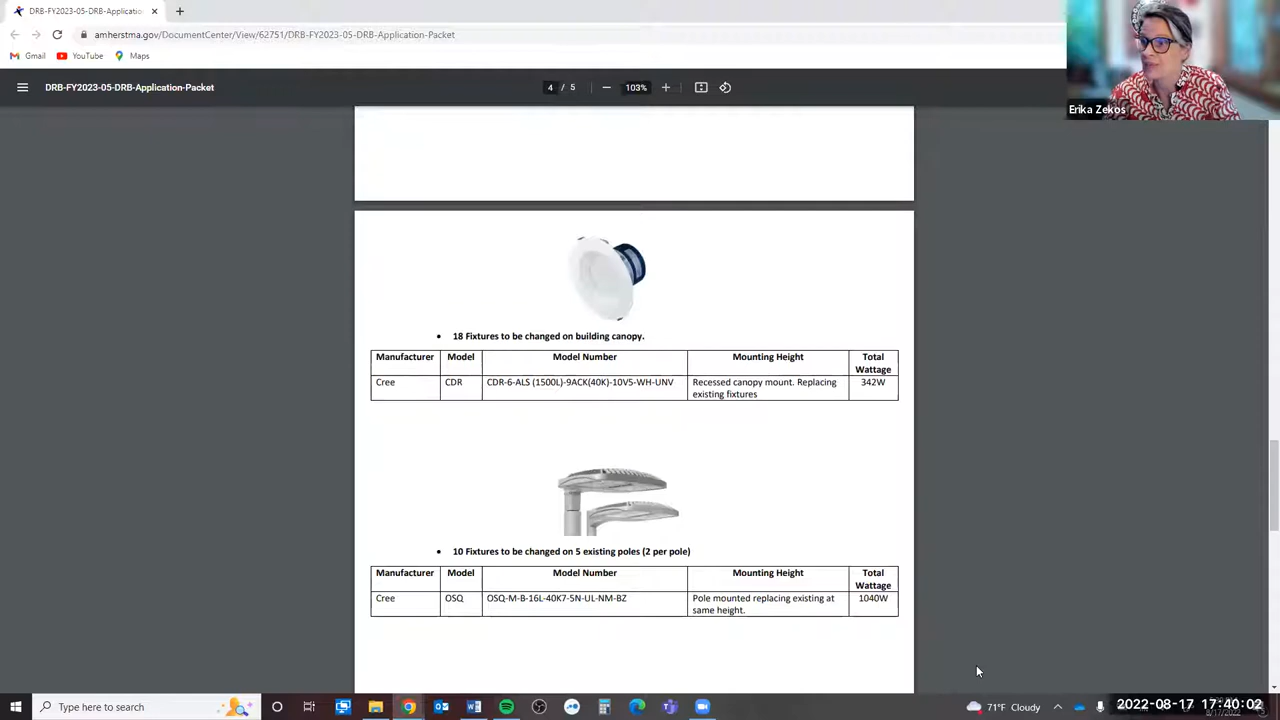 DRB-FY2023-05-DRB-Applicatio
amherstma.gov/DocumentCenter/View/62751/DRB-FY2023-05-DRB-Application-Packet
Gmail
YouTube
Maps
DRB-FY2023-05-DRB-Application-Packet
4 / 5
103%
Erika Zekos
• 18 Fixtures to be changed on building canopy.
Manufacturer Model Model Number Mounting Height Total Wattage
Cree CDR CDR-6-ALS (1500L)-9ACK(40K)-10V5-WH-UNV Recessed canopy mount. Replacing
existing fixtures
342W
• 10 Fixtures to be changed on 5 existing poles (2 per pole)
Manufacturer Model Model Number Mounting Height Total Wattage
Cree OSQ OSQ-M-B-16L-40K7-5N-UL-NM-BZ Pole mounted replacing existing at
same height.
1040W
Type here to search
71°F Cloudy
2022-08-17 17:40:02
8/17/2022